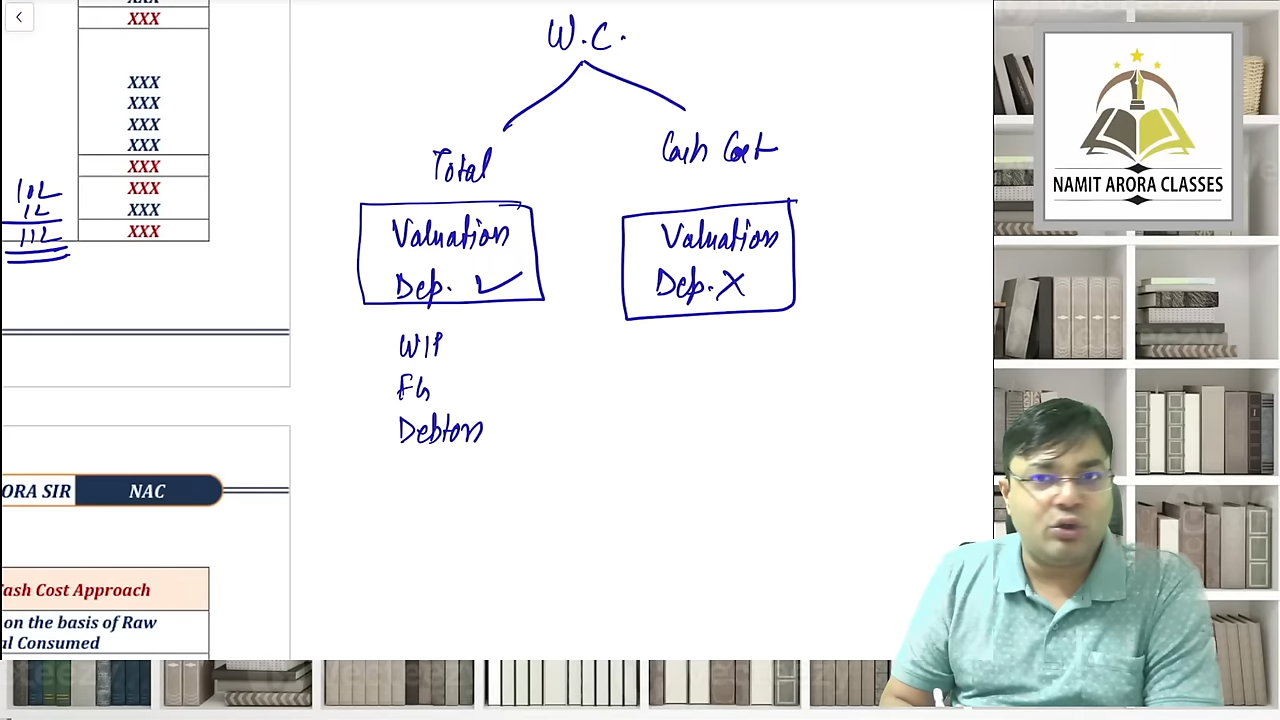 XXX
W.C.
XXX
XXX
XXX
XXX
XXX
XXX
XXX
XXX
10L
1L
11L
Total
Cash Cost
Valuation
Dep. ✓
Valuation
Dep. X
WIP
FG
Debtors
NAMIT ARORA CLASSES
ORA SIR
NAC
Cash Cost Approach
on the basis of Raw
al Consumed